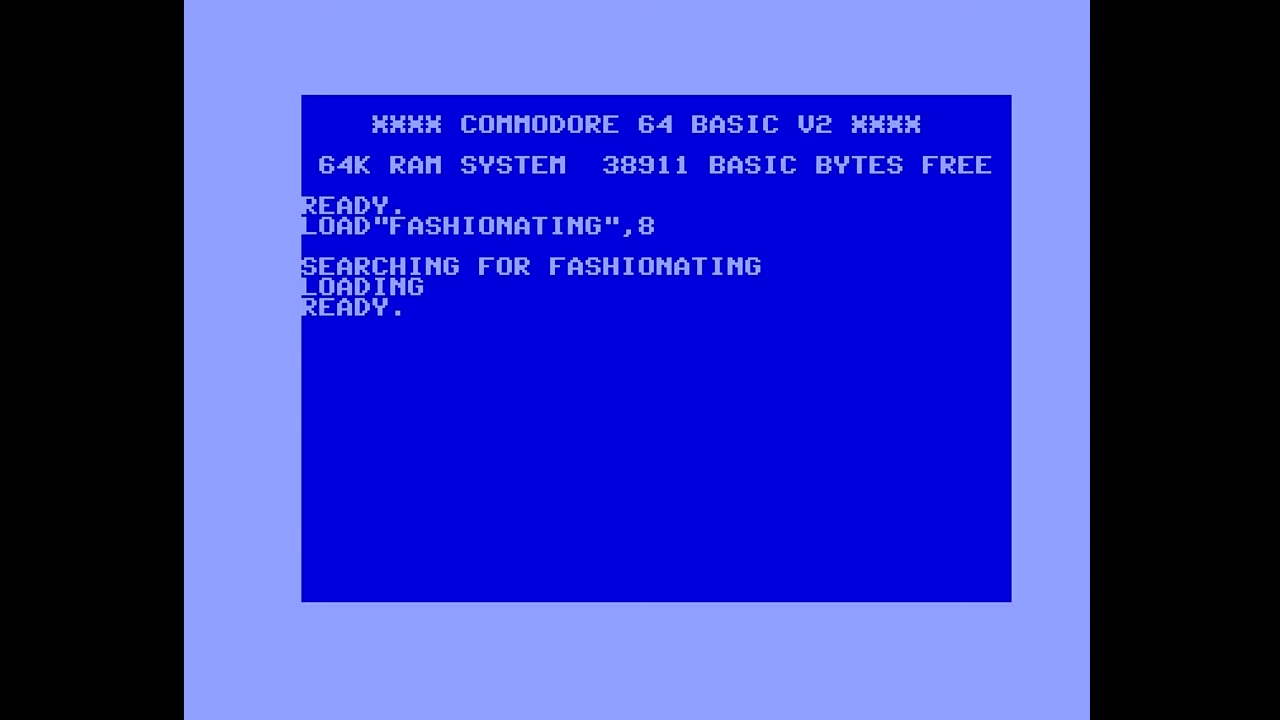 **** COMMODORE 64 BASIC V2 ****
64K RAM SYSTEM  38911 BASIC BYTES FREE
READY.
LOAD"FASHIONATING",8
SEARCHING FOR FASHIONATING
LOADING
READY.